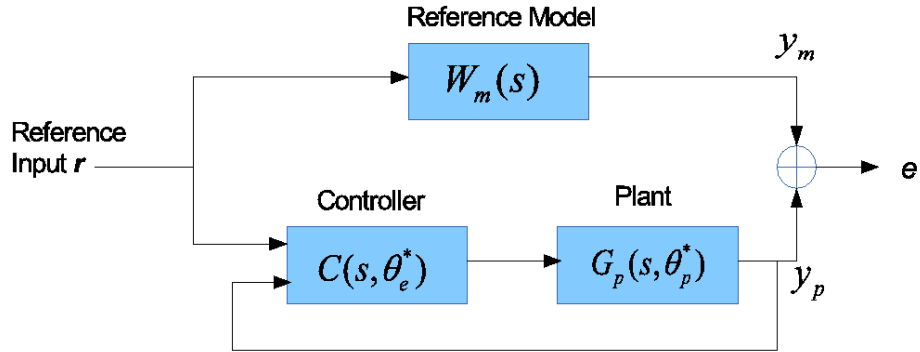 Reference Model
y_m
W_m(s)
Reference
Input r
e
Controller
Plant
C(s, θ_e^*)
G_p(s, θ_p^*)
y_p